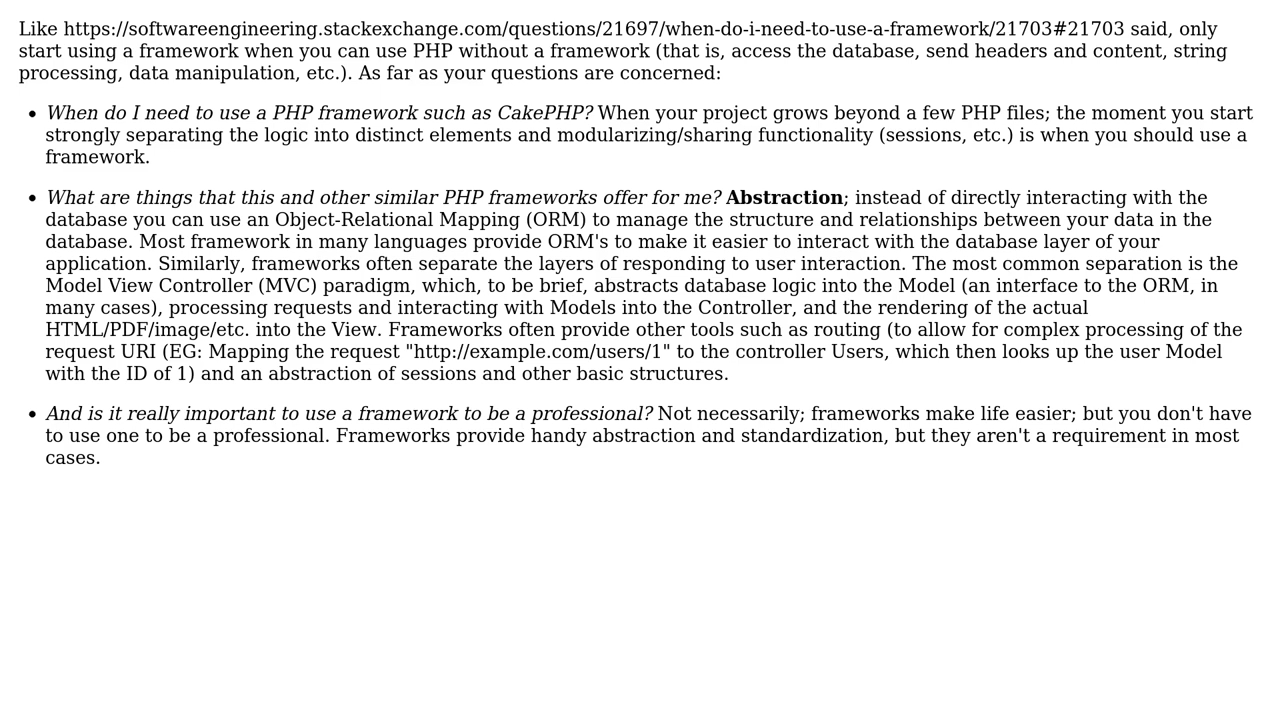 Like https://softwareengineering.stackexchange.com/questions/21697/when-do-i-need-to-use-a-framework/21703#21703 said, only
start using a framework when you can use PHP without a framework (that is, access the database, send headers and content, string
processing, data manipulation, etc.). As far as your questions are concerned:
• When do I need to use a PHP framework such as CakePHP? When your project grows beyond a few PHP files; the moment you start
strongly separating the logic into distinct elements and modularizing/sharing functionality (sessions, etc.) is when you should use a
framework.
• What are things that this and other similar PHP frameworks offer for me? Abstraction; instead of directly interacting with the
database you can use an Object-Relational Mapping (ORM) to manage the structure and relationships between your data in the
database. Most framework in many languages provide ORM's to make it easier to interact with the database layer of your
application. Similarly, frameworks often separate the layers of responding to user interaction. The most common separation is the
Model View Controller (MVC) paradigm, which, to be brief, abstracts database logic into the Model (an interface to the ORM, in
many cases), processing requests and interacting with Models into the Controller, and the rendering of the actual
HTML/PDF/image/etc. into the View. Frameworks often provide other tools such as routing (to allow for complex processing of the
request URI (EG: Mapping the request "http://example.com/users/1" to the controller Users, which then looks up the user Model
with the ID of 1) and an abstraction of sessions and other basic structures.
• And is it really important to use a framework to be a professional? Not necessarily; frameworks make life easier; but you don't have
to use one to be a professional. Frameworks provide handy abstraction and standardization, but they aren't a requirement in most
cases.